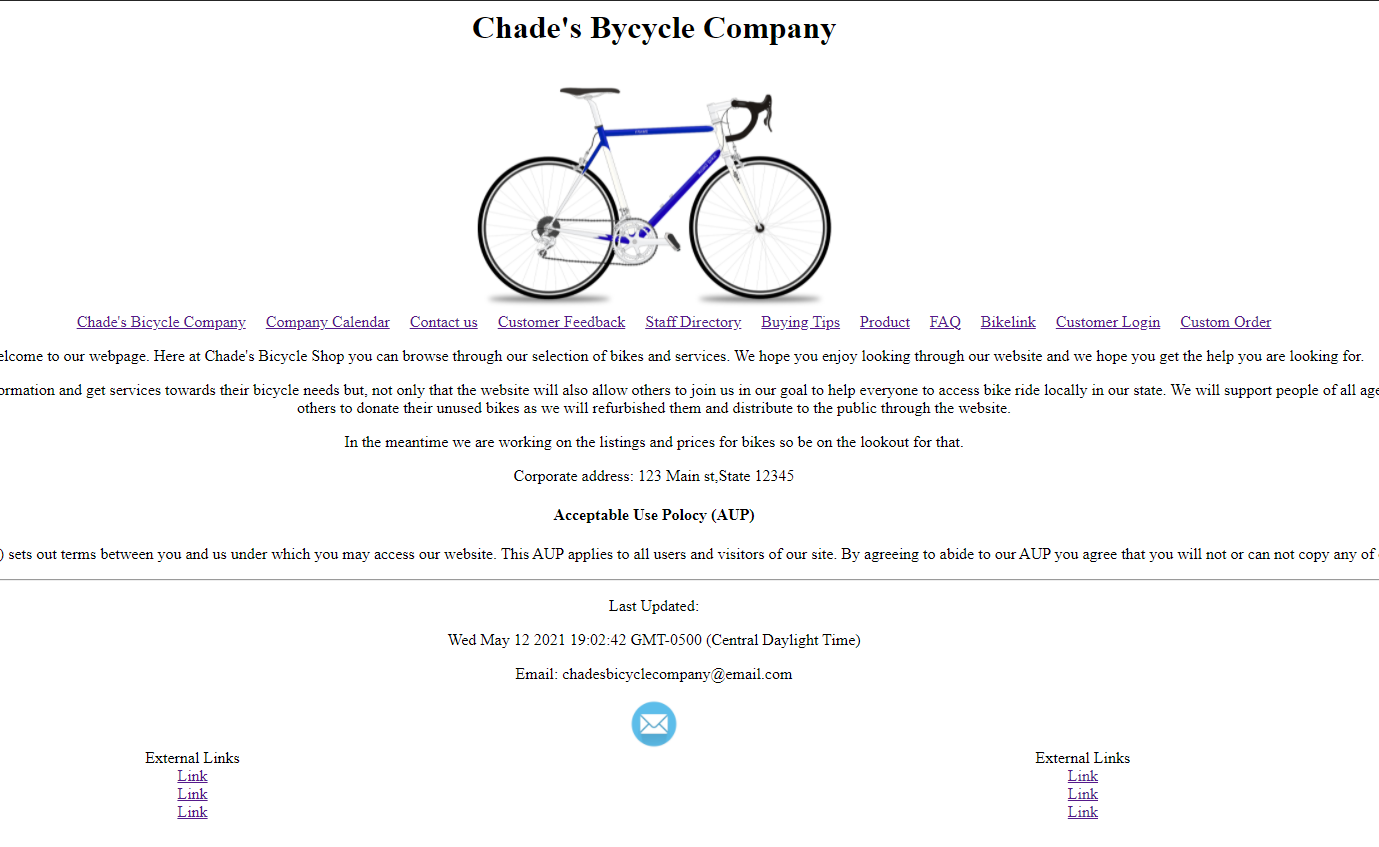 Chade's Bycycle Company
Chade's Bicycle Company Company Calendar Contact us Customer Feedback Staff Directory Buying Tips Product FAQ Bikelink Customer Login Custom Order
elcome to our webpage. Here at Chade's Bicycle Shop you can browse through our selection of bikes and services. We hope you enjoy looking through our website and we hope you get the help you are looking for.
ormation and get services towards their bicycle needs but, not only that the website will also allow others to join us in our goal to help everyone to access bike ride locally in our state. We will support people of all age
others to donate their unused bikes as we will refurbished them and distribute to the public through the website.
In the meantime we are working on the listings and prices for bikes so be on the lookout for that.
Corporate address: 123 Main st,State 12345
Acceptable Use Polocy (AUP)
) sets out terms between you and us under which you may access our website. This AUP applies to all users and visitors of our site. By agreeing to abide to our AUP you agree that you will not or can not copy any of
Last Updated:
Wed May 12 2021 19:02:42 GMT-0500 (Central Daylight Time)
Email: chadesbicyclecompany@email.com
External Links External Links
Link Link
Link Link
Link Link